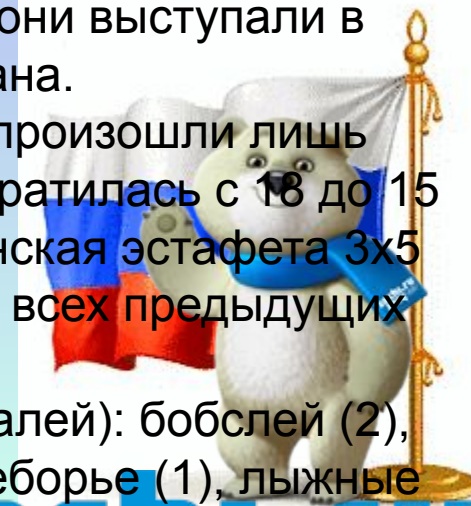 они выступали в
ана.
произошли лишь
ратилась с 18 до 15
нская эстафета 3х5
всех предыдущих
алей): бобслей (2),
еборье (1), лыжные